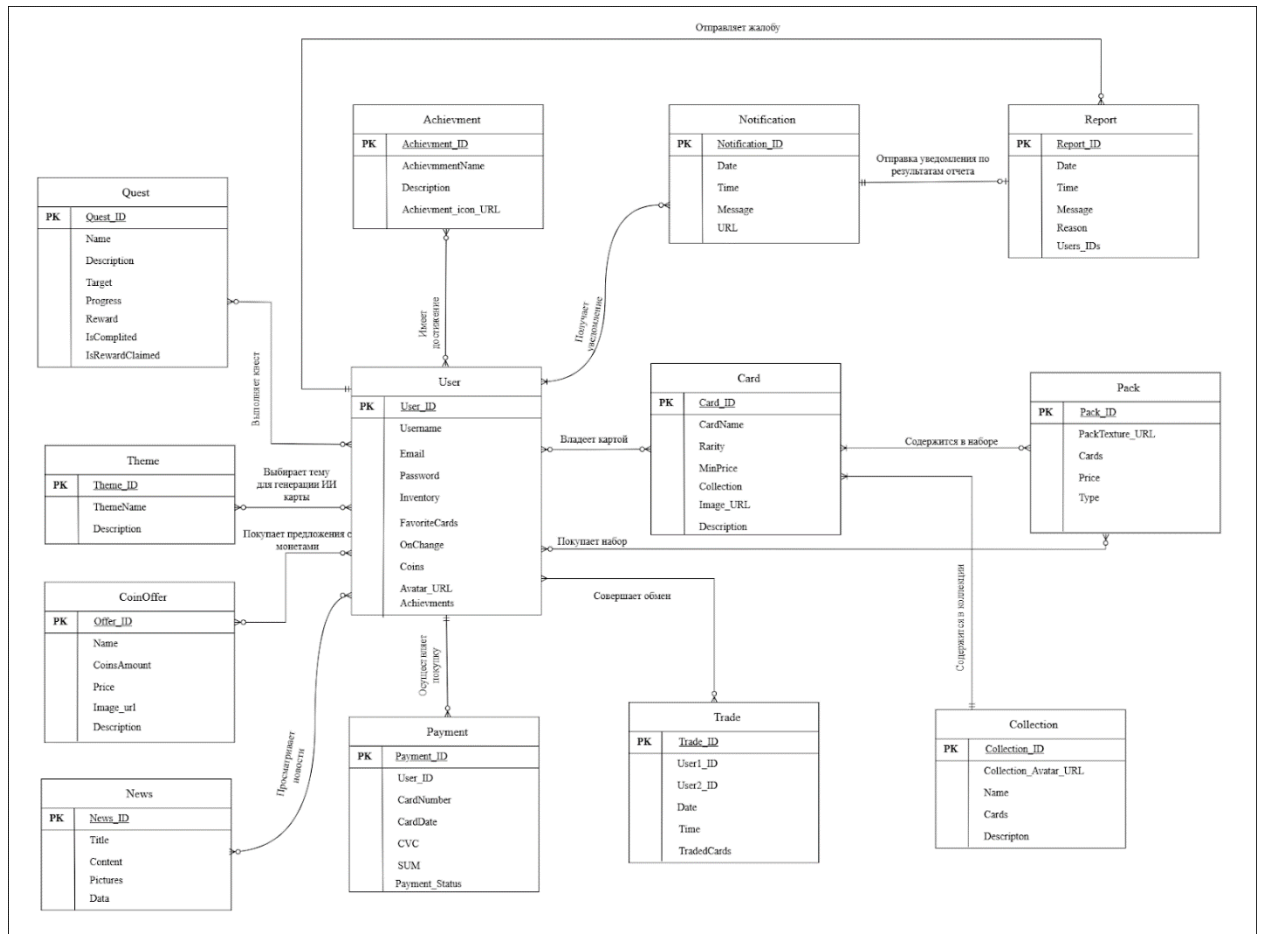 Отправляет жалобу
Achievment
PK Achievment_ID
AchievmmentName
Description
Achievment_icon_URL
Notification
PK Notification_ID
Date
Time
Message
URL
Отправка уведомления по
результатам отчета
Report
PK Report_ID
Date
Time
Message
Reason
Users_IDs
Quest
PK Quest_ID
Name
Description
Target
Progress
Reward
IsComplited
IsRewardClaimed
Имеет
достижение
Получает
уведомление
Выполняет квест
User
PK User_ID
Username
Email
Password
Inventory
FavoriteCards
OnChange
Coins
Avatar_URL
Achievments
Владеет картой
Card
PK Card_ID
CardName
Rarity
MinPrice
Collection
Image_URL
Description
Содержится в наборе
Pack
PK Pack_ID
PackTexture_URL
Cards
Price
Type
Theme
PK Theme_ID
ThemeName
Description
Выбирает тему
для генерации ИИ
карты
Покупает предложения с
монетами
Покупает набор
Совершает обмен
Содержится в коллекции
CoinOffer
PK Offer_ID
Name
CoinsAmount
Price
Image_url
Description
Осуществляет
покупку
Просматривает
новости
Payment
PK Payment_ID
User_ID
CardNumber
CardDate
CVC
SUM
Payment_Status
Trade
PK Trade_ID
User1_ID
User2_ID
Date
Time
TradedCards
Collection
PK Collection_ID
Collection_Avatar_URL
Name
Cards
Descripton
News
PK News_ID
Title
Content
Pictures
Data